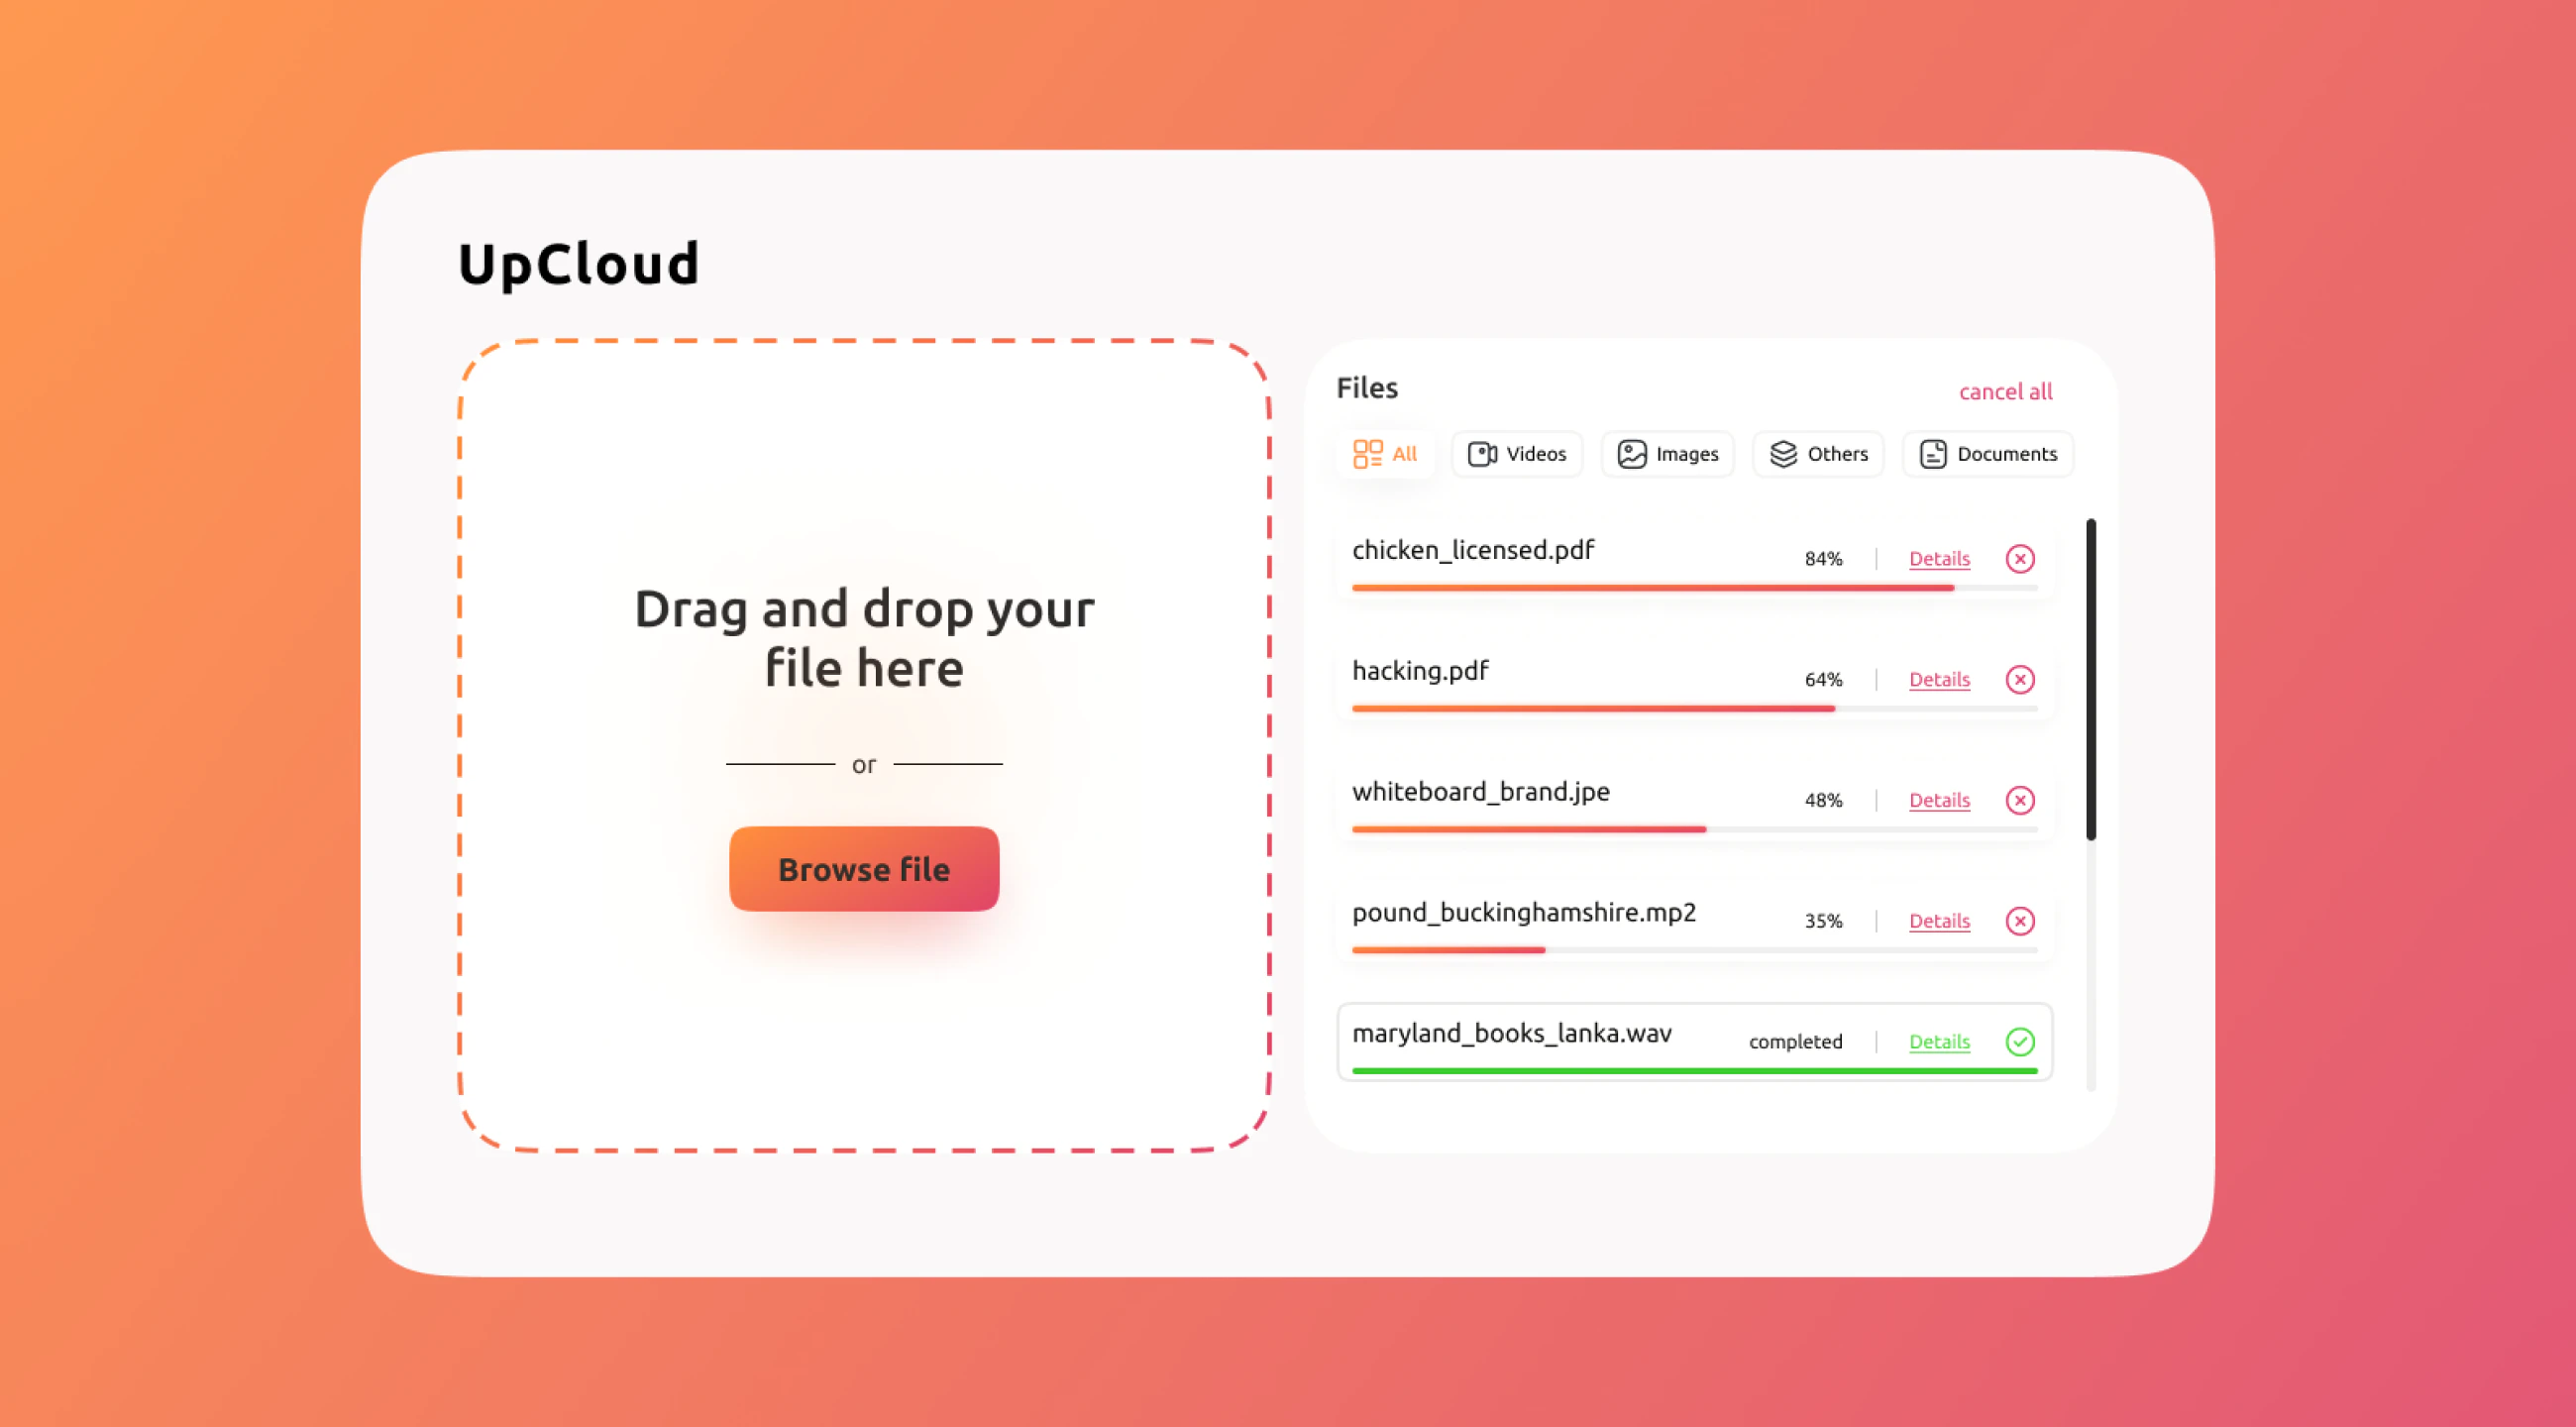 UpCloud
Drag and drop your
file here
or
Browse file
Files
cancel all
All
Videos
Images
Others
Documents
chicken_licensed.pdf
84%
Details
hacking.pdf
64%
Details
whiteboard_brand.jpe
48%
Details
pound_buckinghamshire.mp2
35%
Details
maryland_books_lanka.wav
completed
Details